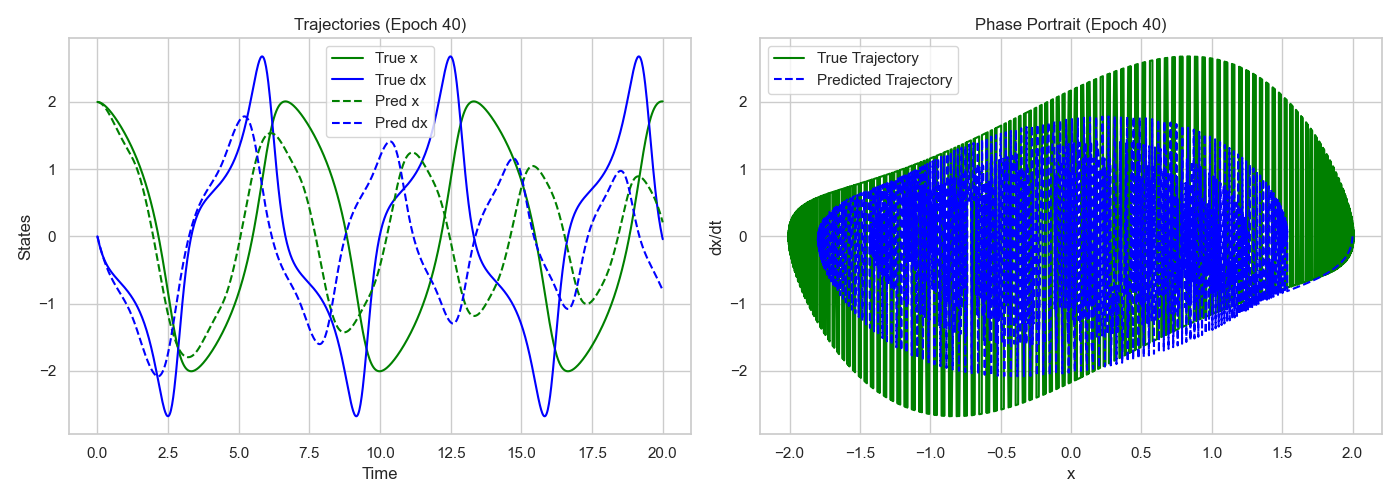 Trajectories (Epoch 40)
True x
True dx
Pred x
Pred dx
States
2
1
0
−1
−2
0.0 2.5 5.0 7.5 10.0 12.5 15.0 17.5 20.0
Time
Phase Portrait (Epoch 40)
True Trajectory
Predicted Trajectory
dx/dt
2
1
0
−1
−2
−2.0 −1.5 −1.0 −0.5 0.0 0.5 1.0 1.5 2.0
x